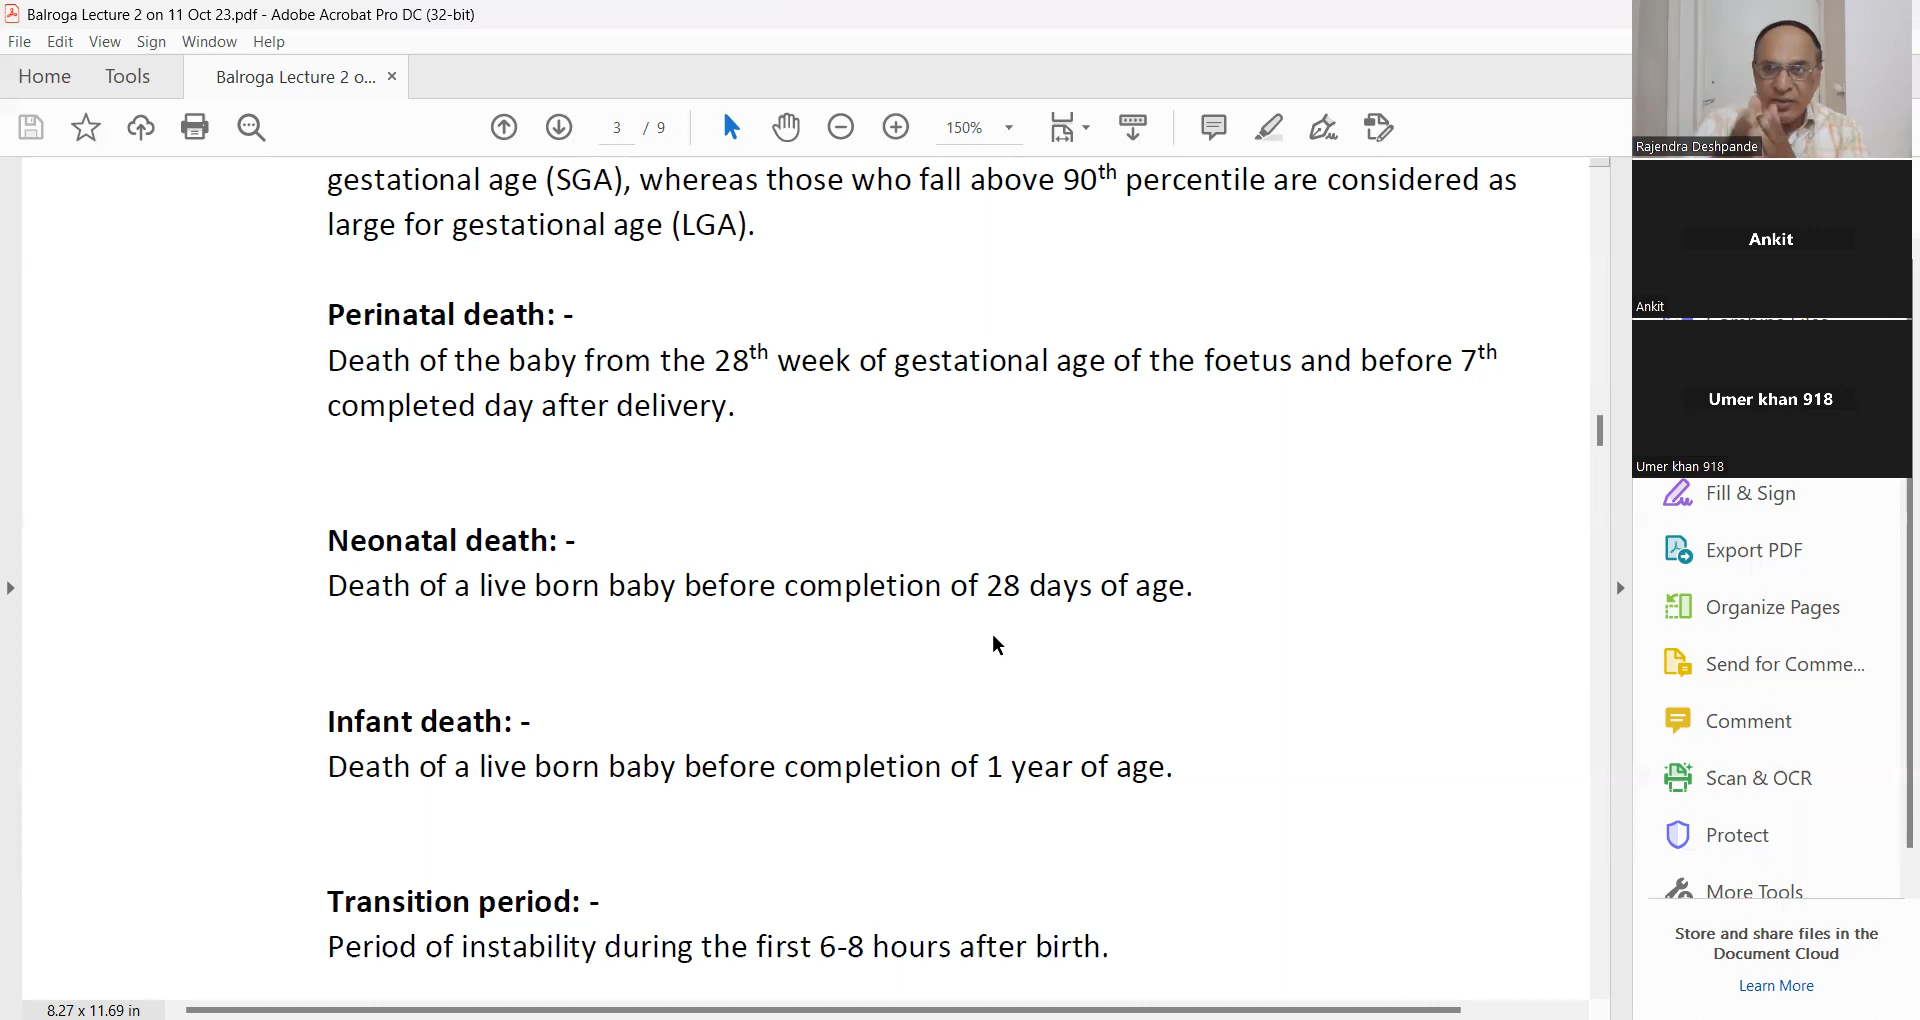 Balroga Lecture 2 on 11 Oct 23.pdf - Adobe Acrobat Pro DC (32-bit)
File Edit View Sign Window Help
Home Tools Balroga Lecture 2 o... ×
3 / 9 150%
gestational age (SGA), whereas those who fall above 90th percentile are considered as
large for gestational age (LGA).
Perinatal death: -
Death of the baby from the 28th week of gestational age of the foetus and before 7th
completed day after delivery.
Neonatal death: -
Death of a live born baby before completion of 28 days of age.
Infant death: -
Death of a live born baby before completion of 1 year of age.
Transition period: -
Period of instability during the first 6-8 hours after birth.
8.27 x 11.69 in
Rajendra Deshpande
Ankit
Ankit
Umer khan 918
Umer khan 918
Fill & Sign
Export PDF
Organize Pages
Send for Comme...
Comment
Scan & OCR
Protect
More Tools
Store and share files in the
Document Cloud
Learn More